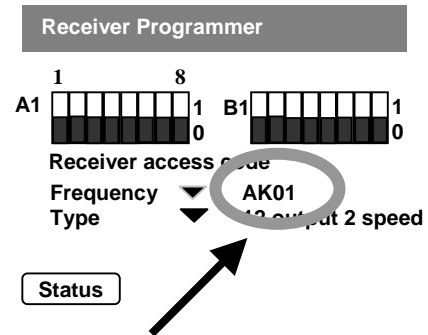 Receiver Programmer
1 8
A1 1 B1 1
0 0
Receiver access code
Frequency AK01
Type 12 output 2 speed
Status